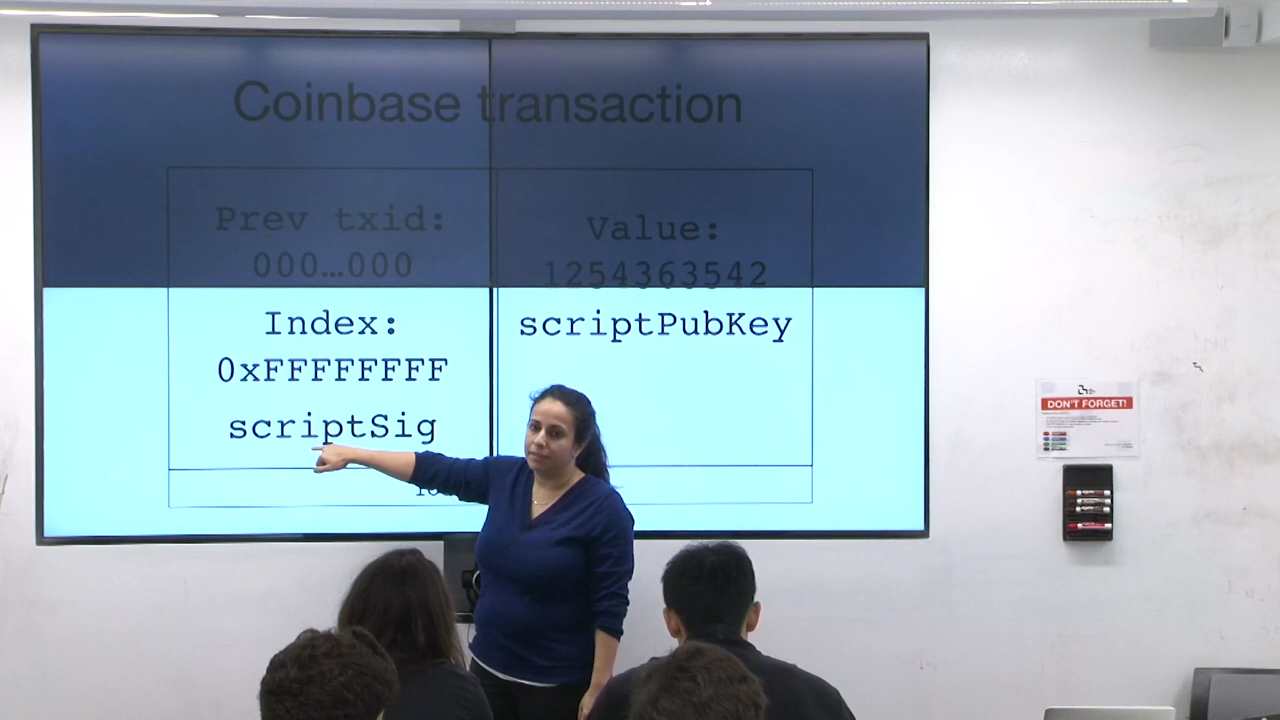 Coinbase transaction
Prev txid:
000…000
Index:
0xFFFFFFFF
scriptSig
Value:
1254363542
scriptPubKey
DON'T FORGET!